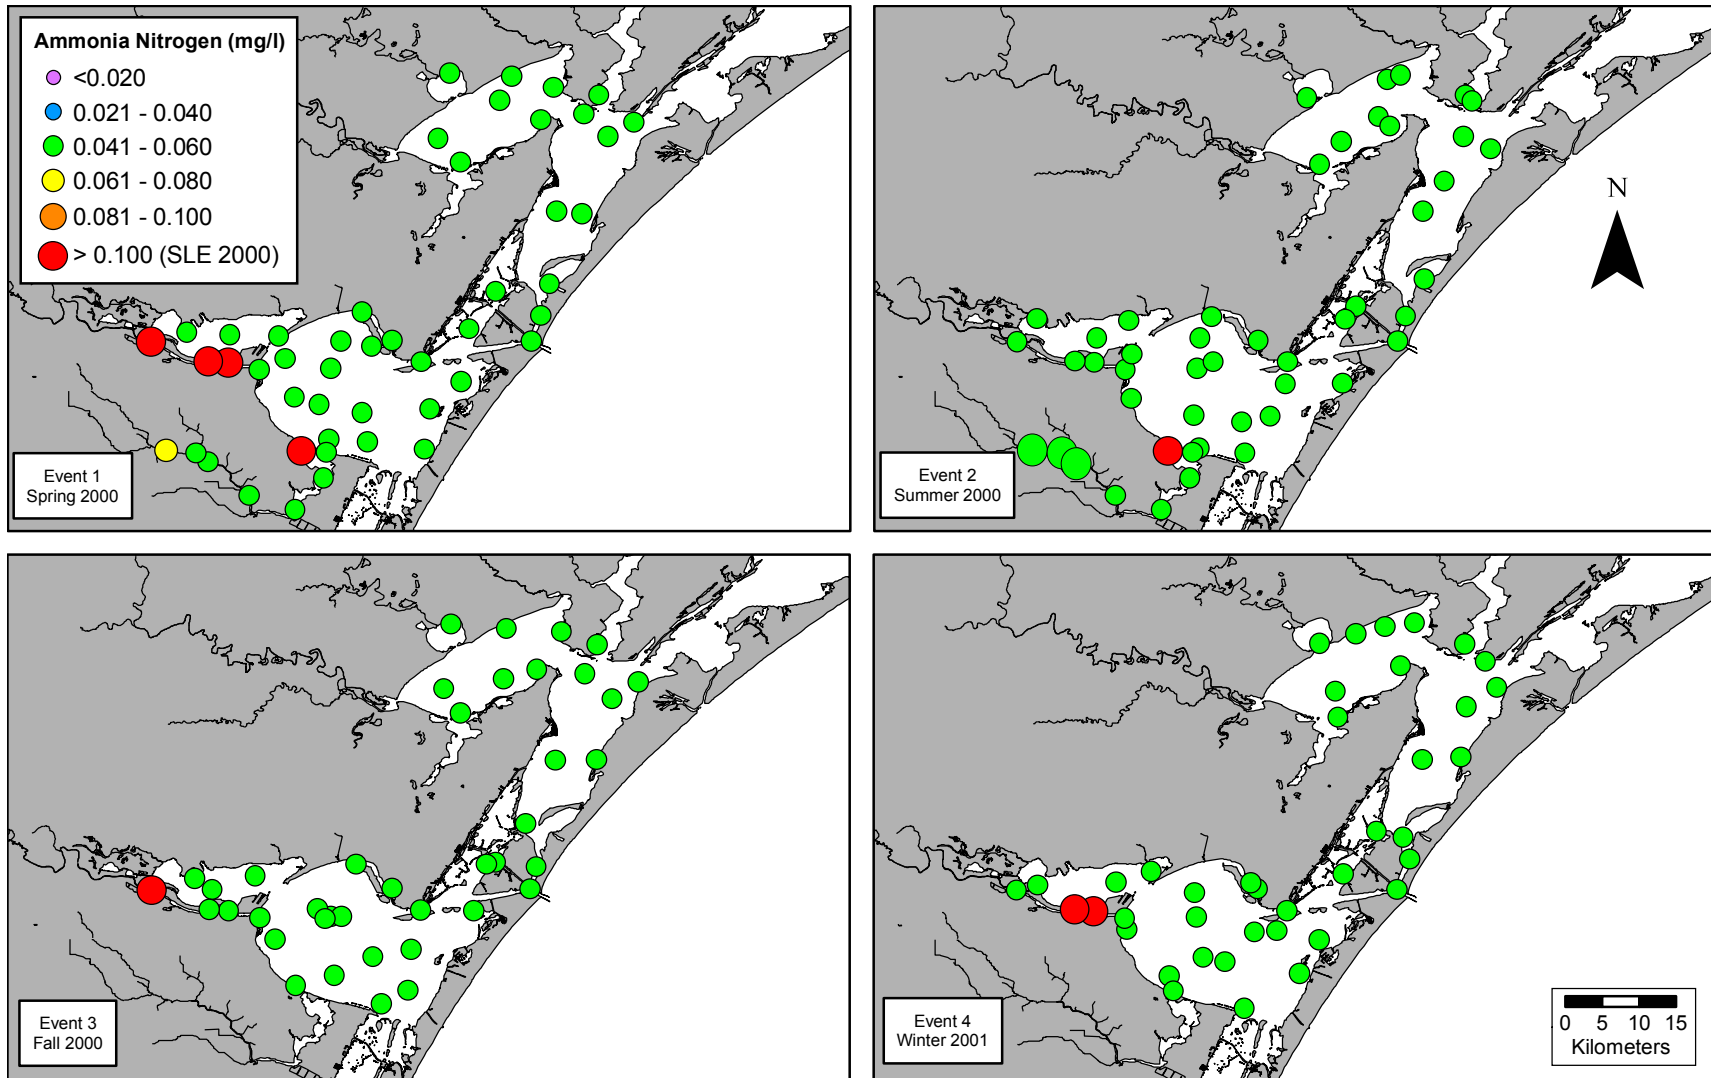 Ammonia Nitrogen (mg/l)
<0.020
0.021 - 0.040
0.041 - 0.060
0.061 - 0.080
0.081 - 0.100
> 0.100 (SLE 2000)
Event 1
Spring 2000
N
Event 2
Summer 2000
Event 3
Fall 2000
Event 4
Winter 2001
0 5 10 15
Kilometers